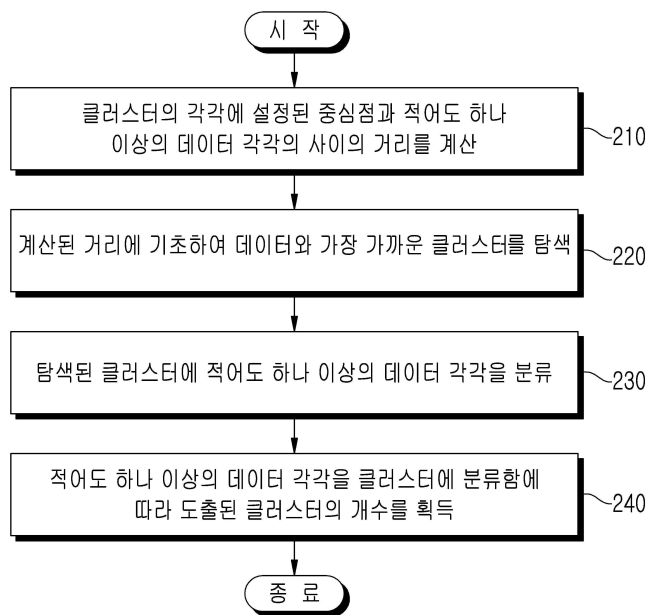 시 작
클러스터의 각각에 설정된 중심점과 적어도 하나
이상의 데이터 각각의 사이의 거리를 계산
210
계산된 거리에 기초하여 데이터와 가장 가까운 클러스터를 탐색
220
탐색된 클러스터에 적어도 하나 이상의 데이터 각각을 분류
230
적어도 하나 이상의 데이터 각각을 클러스터에 분류함에
따라 도출된 클러스터의 개수를 획득
240
종 료